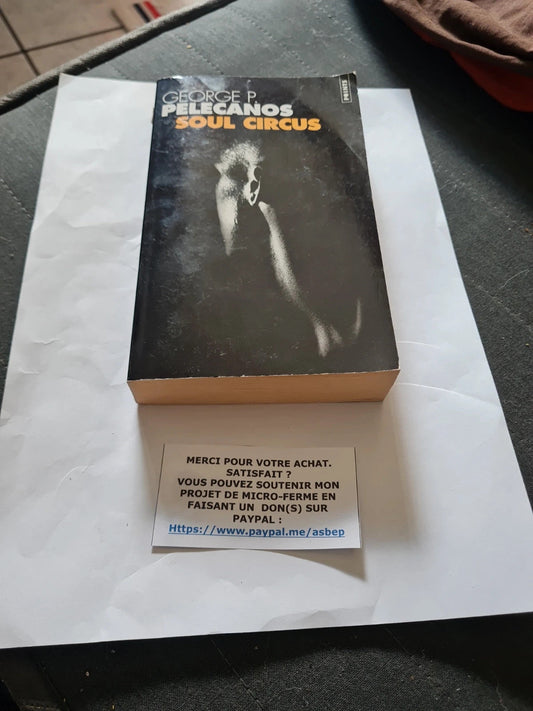 GEORGE P.
PELECANOS
SOUL CIRCUS
POINTS
MERCI POUR VOTRE ACHAT.
SATISFAIT ?
VOUS POUVEZ SOUTENIR MON
PROJET DE MICRO-FERME EN
FAISANT UN DON(S) SUR
PAYPAL :
Https://www.paypal.me/asbep